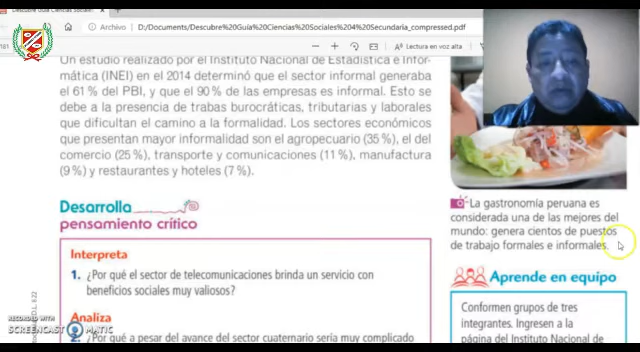 Descubre Guía Ciencias Sociales
Archivo
D:/Documents/Descubre%20Guía%20Ciencias%20Sociales%204%20Secundaria_compressed.pdf
Lectura en voz alta
Un estudio realizado por el Instituto Nacional de Estadística e Infor-
mática (INEI) en el 2014 determinó que el sector informal generaba
el 61% del PBI, y que el 90% de las empresas es informal. Esto se
debe a la presencia de trabas burocráticas, tributarias y laborales
que dificultan el camino a la formalidad. Los sectores económicos
que presentan mayor informalidad son el agropecuario (35%), el del
comercio (25%), transporte y comunicaciones (11%), manufactura
(9%) y restaurantes y hoteles (7%).
Desarrolla
pensamiento crítico
Interpreta
1. ¿Por qué el sector de telecomunicaciones brinda un servicio con
beneficios sociales muy valiosos?
Analiza
2. ¿Por qué a pesar del avance del sector cuaternario sería muy complicado
La gastronomía peruana es
considerada una de las mejores del
mundo: genera cientos de puestos
de trabajo formales e informales.
Aprende en equipo
Conformen grupos de tres
integrantes. Ingresen a la
página del Instituto Nacional de
RECORDED WITH
SCREENCAST MATIC